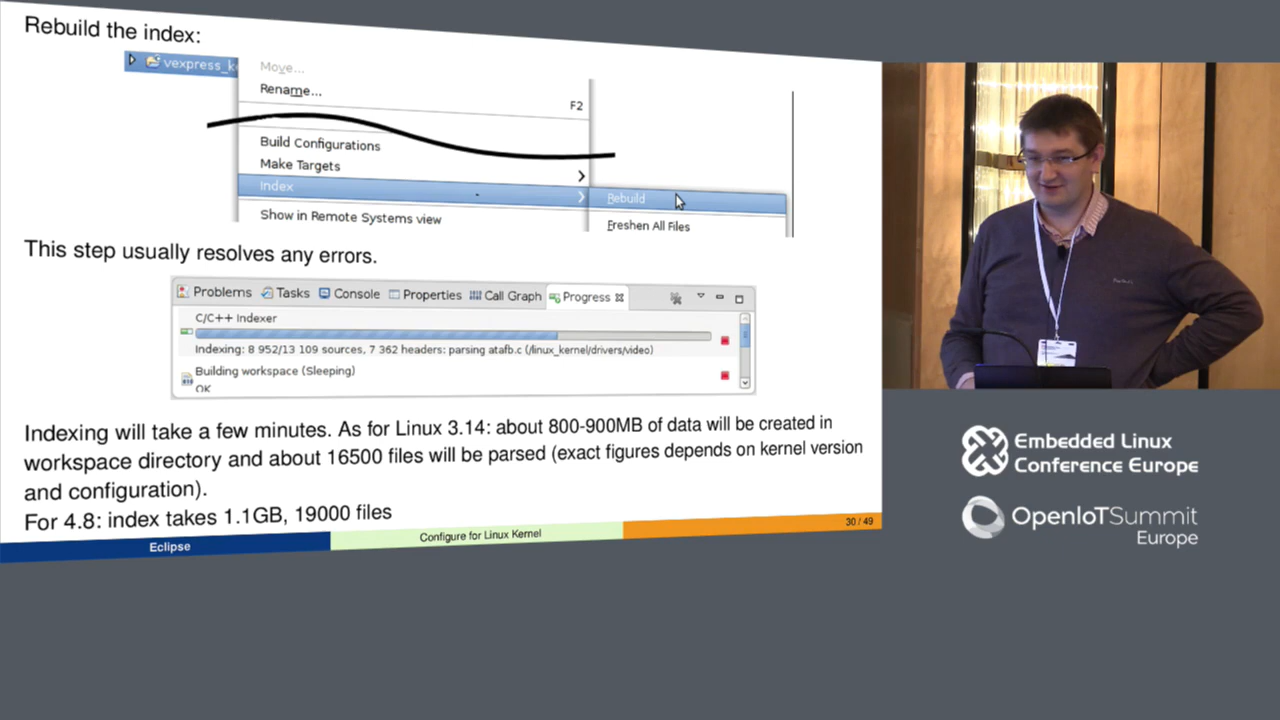 Rebuild the index:
vexpress_k
Move...
Rename...
F2
Build Configurations
Make Targets
Index
Rebuild
Show in Remote Systems view
Freshen All Files
This step usually resolves any errors.
Problems Tasks Console Properties Call Graph Progress
C/C++ Indexer
Indexing: 8 952/13 109 sources, 7 362 headers: parsing atafb.c (/linux_kernel/drivers/video)
Building workspace (Sleeping)
OK
Indexing will take a few minutes. As for Linux 3.14: about 800-900MB of data will be created in
workspace directory and about 16500 files will be parsed (exact figures depends on kernel version
and configuration).
For 4.8: index takes 1.1GB, 19000 files
30 / 49
Eclipse
Configure for Linux Kernel
Embedded Linux
Conference Europe
OpenIoTSummit
Europe